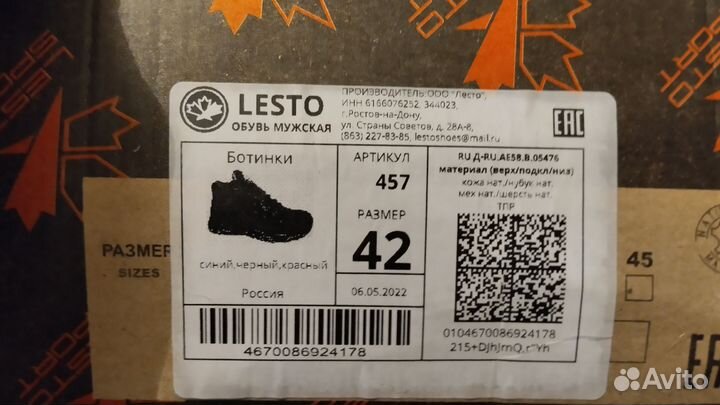 LESTO
ОБУВЬ МУЖСКАЯ
ПРОИЗВОДИТЕЛЬ:ООО "Лесто",
ИНН 6166076252, 344023,
г.Ростов-на-Дону,
ул. Страны Советов, д. 28А-8,
(863) 227-83-85, lestoshoes@mail.ru
EAC
Ботинки
АРТИКУЛ
457
РАЗМЕР
42
синий,черный,красный
Россия
06.05.2022
4670086924178
RU Д-RU.АЕ58.В.05476
материал (верх/подкл/низ)
кожа нат./нубук нат.
мех нат./шерсть нат.
ТПР
0104670086924178
РАЗМЕР
SIZES
45
LESTO
SPORT
Avito